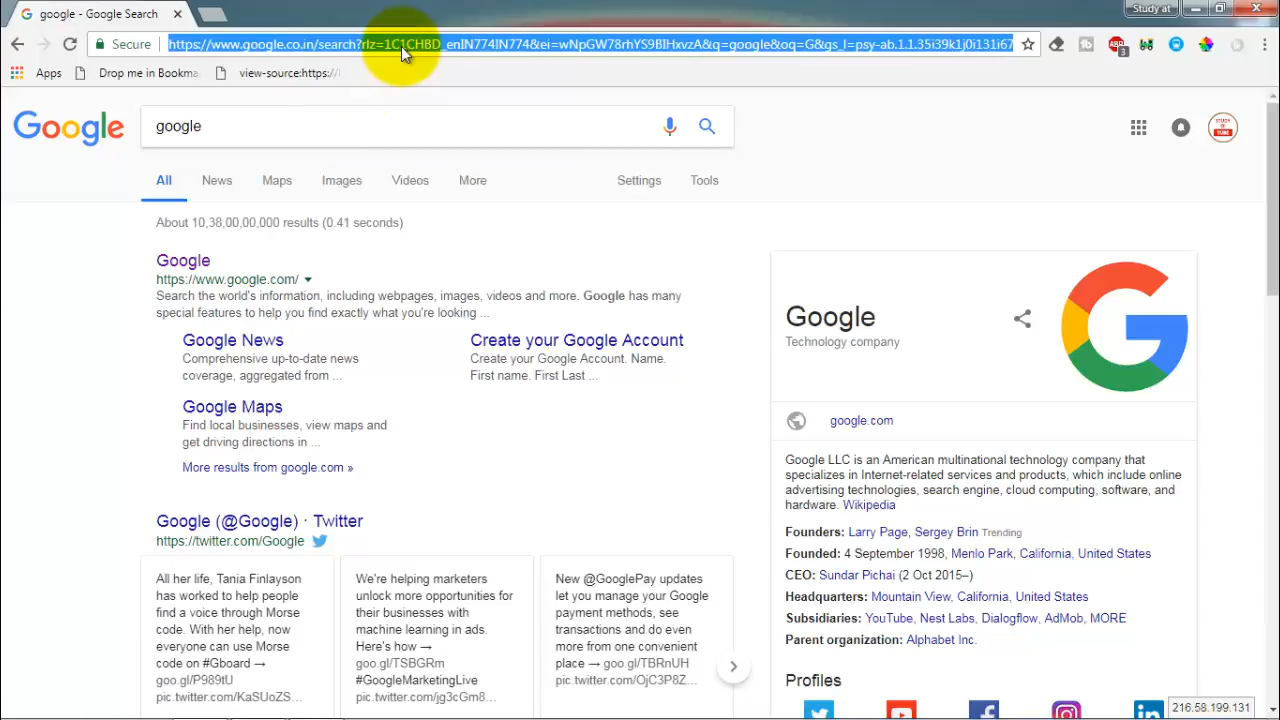 google - Google Search
Study at
Secure
https://www.google.co.in/search?rlz=1C1CHBD_enIN774IN774&ei=wNpGW78rhYS9BIHxvzA&q=google&oq=G&gs_l=psy-ab.1.1.35i39k1j0i131i67
ABP
3
Apps
Drop me in Bookma
view-source:https://
Google
google
STUDY
OF
TUBE
All
News
Maps
Images
Videos
More
Settings
Tools
About 10,38,00,00,000 results (0.41 seconds)
Google
https://www.google.com/
Search the world's information, including webpages, images, videos and more. Google has many
special features to help you find exactly what you're looking ...
Google News
Comprehensive up-to-date news
coverage, aggregated from ...
Create your Google Account
Create your Google Account. Name.
First name. First Last ...
Google Maps
Find local businesses, view maps and
get driving directions in ...
More results from google.com »
Google (@Google) · Twitter
https://twitter.com/Google
All her life, Tania Finlayson
has worked to help people
find a voice through Morse
code. With her help, now
everyone can use Morse
code on #Gboard →
goo.gl/P989tU
pic.twitter.com/KaSUoZS...
We're helping marketers
unlock more opportunities for
their businesses with
machine learning in ads.
Here's how →
goo.gl/TSBGRm
#GoogleMarketingLive
pic.twitter.com/jg3cGm8...
New @GooglePay updates
let you manage your Google
payment methods, see
transactions and do even
more from one convenient
place → goo.gl/TBRnUH
pic.twitter.com/OjC3P8Z...
Google
Technology company
google.com
Google LLC is an American multinational technology company that
specializes in Internet-related services and products, which include online
advertising technologies, search engine, cloud computing, software, and
hardware. Wikipedia
Founders: Larry Page, Sergey Brin Trending
Founded: 4 September 1998, Menlo Park, California, United States
CEO: Sundar Pichai (2 Oct 2015–)
Headquarters: Mountain View, California, United States
Subsidiaries: YouTube, Nest Labs, Dialogflow, AdMob, MORE
Parent organization: Alphabet Inc.
Profiles
216.58.199.131